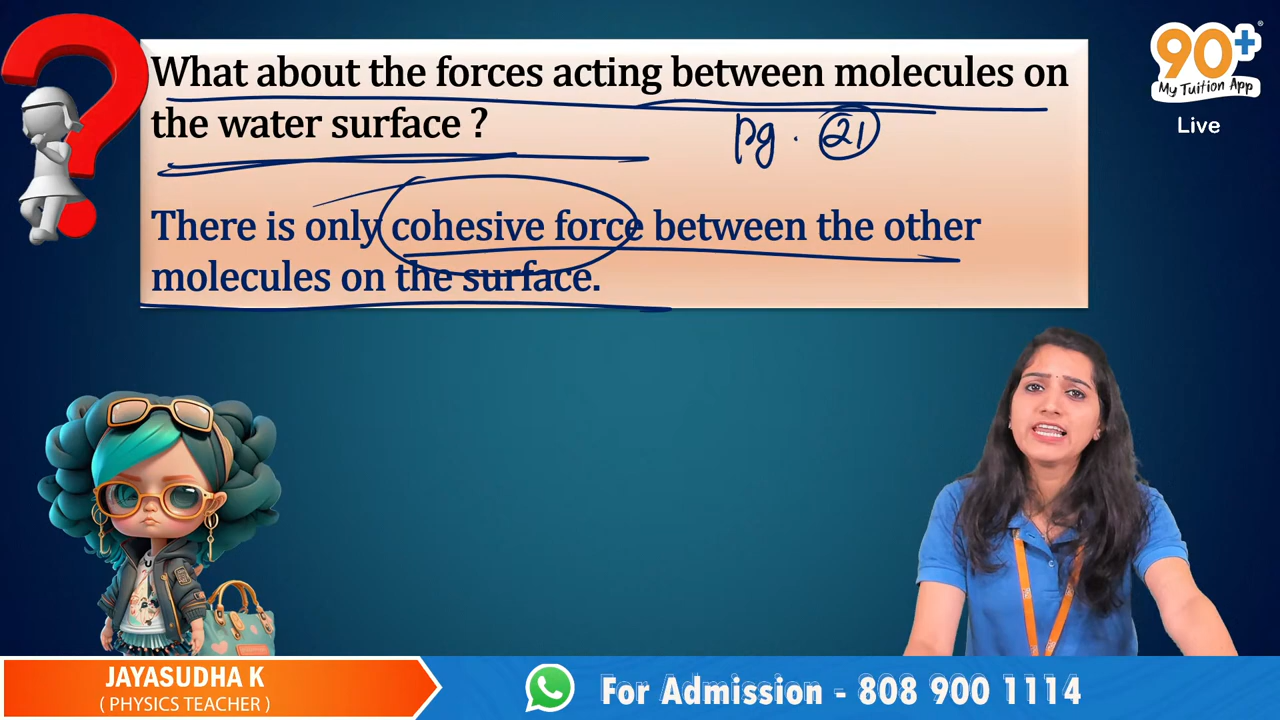 What about the forces acting between molecules on
the water surface ?
pg . 21
There is only cohesive force between the other
molecules on the surface.
90+
My Tuition App
Live
JAYASUDHA K
( PHYSICS TEACHER )
For Admission - 808 900 1114